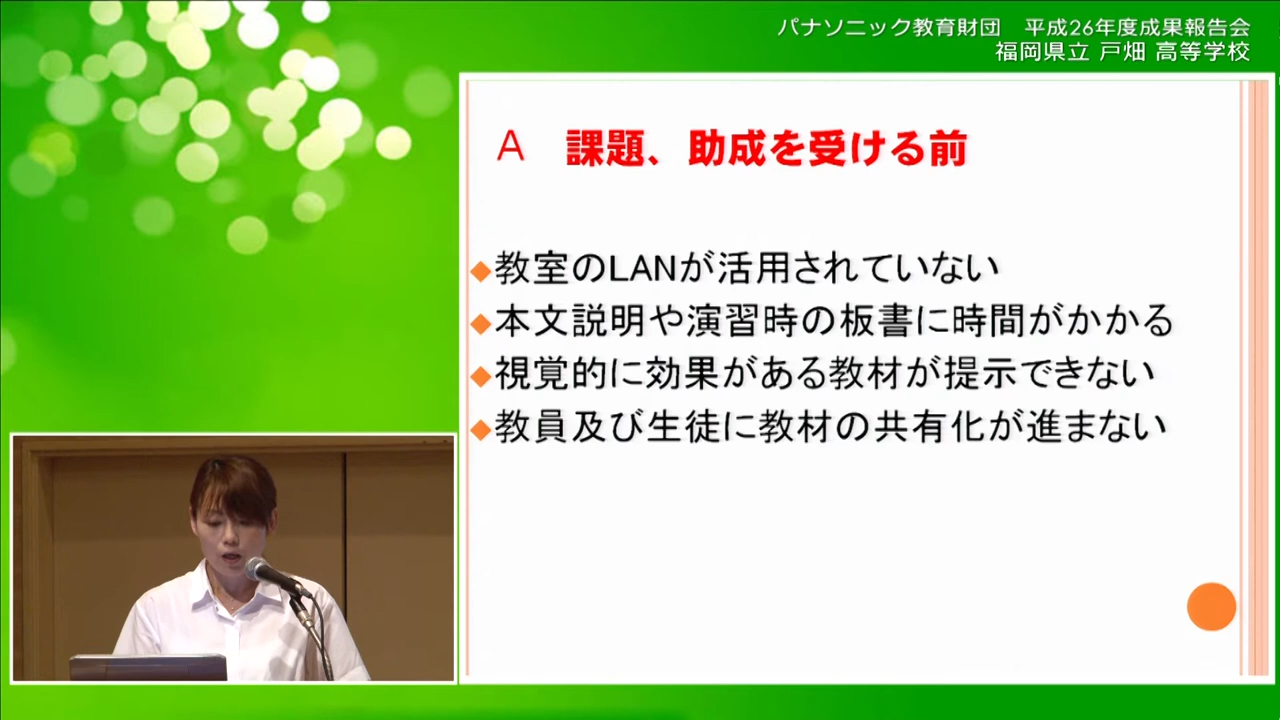 パナソニック教育財団　平成26年度成果報告会
福岡県立 戸畑 高等学校
A　課題、助成を受ける前
◆教室のLANが活用されていない
◆本文説明や演習時の板書に時間がかかる
◆視覚的に効果がある教材が提示できない
◆教員及び生徒に教材の共有化が進まない